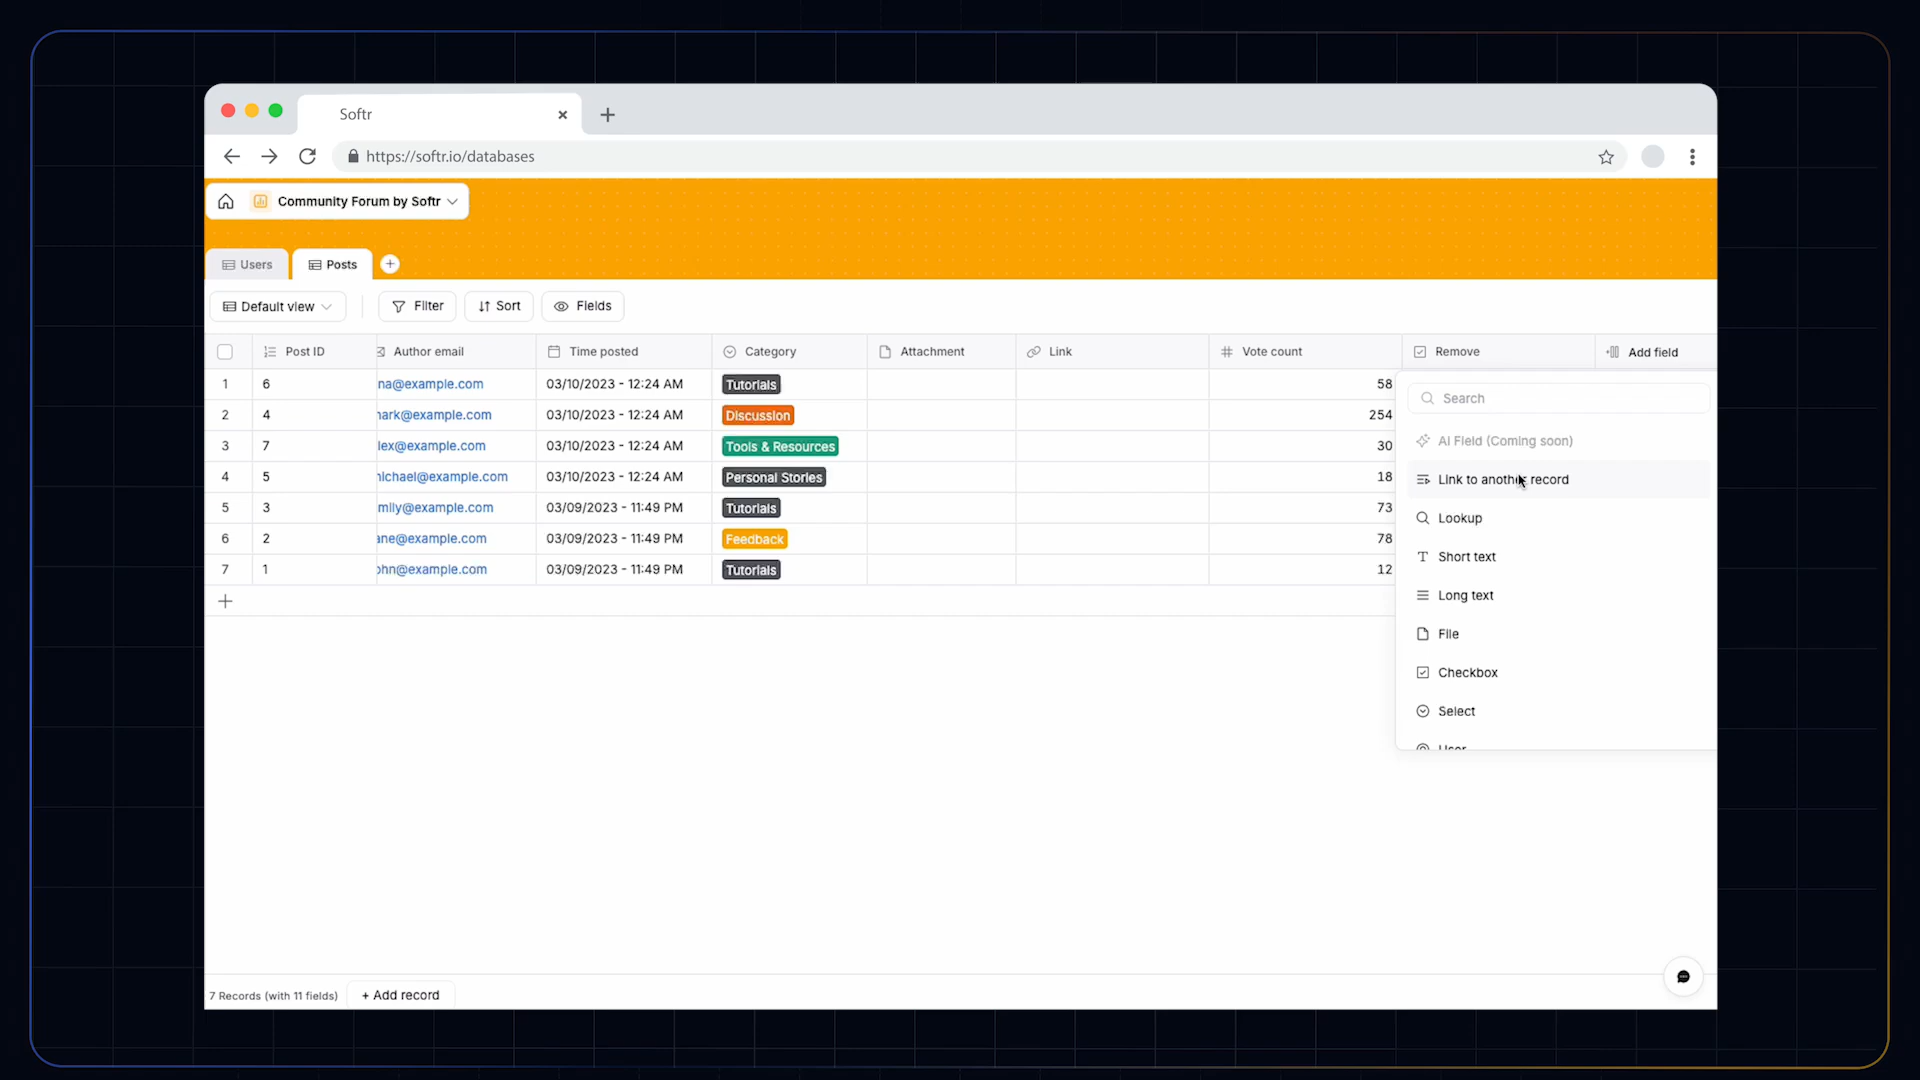 Softr
https://softr.io/databases
Community Forum by Softr
Users
Posts
Default view
Filter
Sort
Fields
Post ID
Author email
Time posted
Category
Attachment
Link
Vote count
Remove
Add field
1 6 na@example.com 03/10/2023 - 12:24 AM Tutorials 58
2 4 ark@example.com 03/10/2023 - 12:24 AM Discussion 254
3 7 lex@example.com 03/10/2023 - 12:24 AM Tools & Resources 30
4 5 ichael@example.com 03/10/2023 - 12:24 AM Personal Stories 18
5 3 mily@example.com 03/09/2023 - 11:49 PM Tutorials 73
6 2 ane@example.com 03/09/2023 - 11:49 PM Feedback 78
7 1 ohn@example.com 03/09/2023 - 11:49 PM Tutorials 12
Search
AI Field (Coming soon)
Link to another record
Lookup
Short text
Long text
File
Checkbox
Select
User
7 Records (with 11 fields)
+ Add record